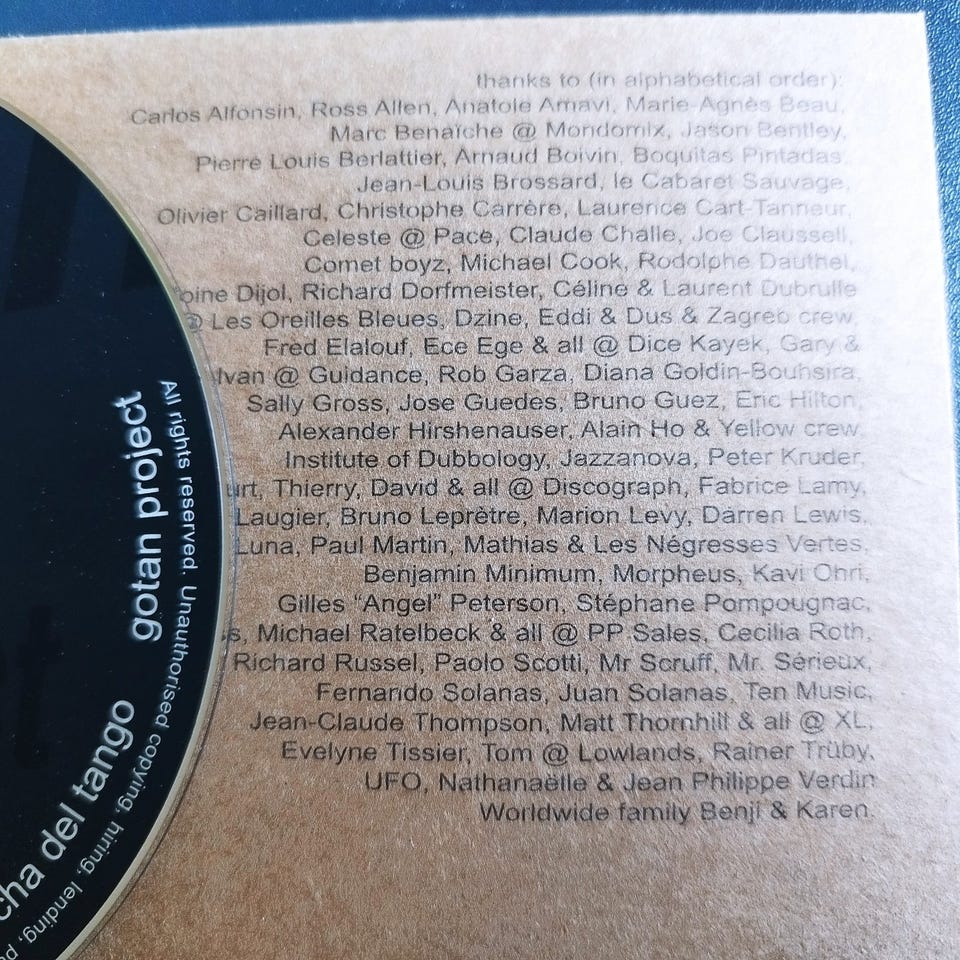 thanks to (in alphabetical order):
Carlos Alfonsin, Ross Allen, Anatole Arnavi, Marie-Agnès Beau,
Marc Benaïche @ Mondomix, Jason Bentley,
Pierre Louis Berlattier, Arnaud Boivin, Boquitas Pintadas,
Jean-Louis Brossard, le Cabaret Sauvage,
Olivier Caillard, Christophe Carrère, Laurence Cart-Tanneur,
Celeste @ Pace, Claude Challe, Joe Claussell,
Comet boyz, Michael Cook, Rodolphe Dauthel,
oine Dijol, Richard Dorfmeister, Céline & Laurent Dubrulle
@ Les Oreilles Bleues, Dzine, Eddi & Dus & Zagreb crew,
Fred Elalouf, Ece Ege & all @ Dice Kayek, Gary &
Ivan @ Guidance, Rob Garza, Diana Goldin-Bouhsira,
Sally Gross, Jose Guedes, Bruno Guez, Eric Hilton,
Alexander Hirshenauser, Alain Ho & Yellow crew,
Institute of Dubbology, Jazzanova, Peter Kruder,
urt, Thierry, David & all @ Discograph, Fabrice Lamy,
Laugier, Bruno Leprêtre, Marion Levy, Darren Lewis,
Luna, Paul Martin, Mathias & Les Négresses Vertes,
Benjamin Minimum, Morpheus, Kavi Ohri,
Gilles “Angel” Peterson, Stéphane Pompougnac,
s, Michael Ratelbeck & all @ PP Sales, Cecilia Roth,
Richard Russel, Paolo Scotti, Mr Scruff, Mr. Sérieux,
Fernando Solanas, Juan Solanas, Ten Music,
Jean-Claude Thompson, Matt Thornhill & all @ XL,
Evelyne Tissier, Tom @ Lowlands, Rainer Trüby,
UFO, Nathanaëlle & Jean Philippe Verdin
Worldwide family Benji & Karen.
cha del tango gotan project
All rights reserved. Unauthorised copying, hiring, lending,